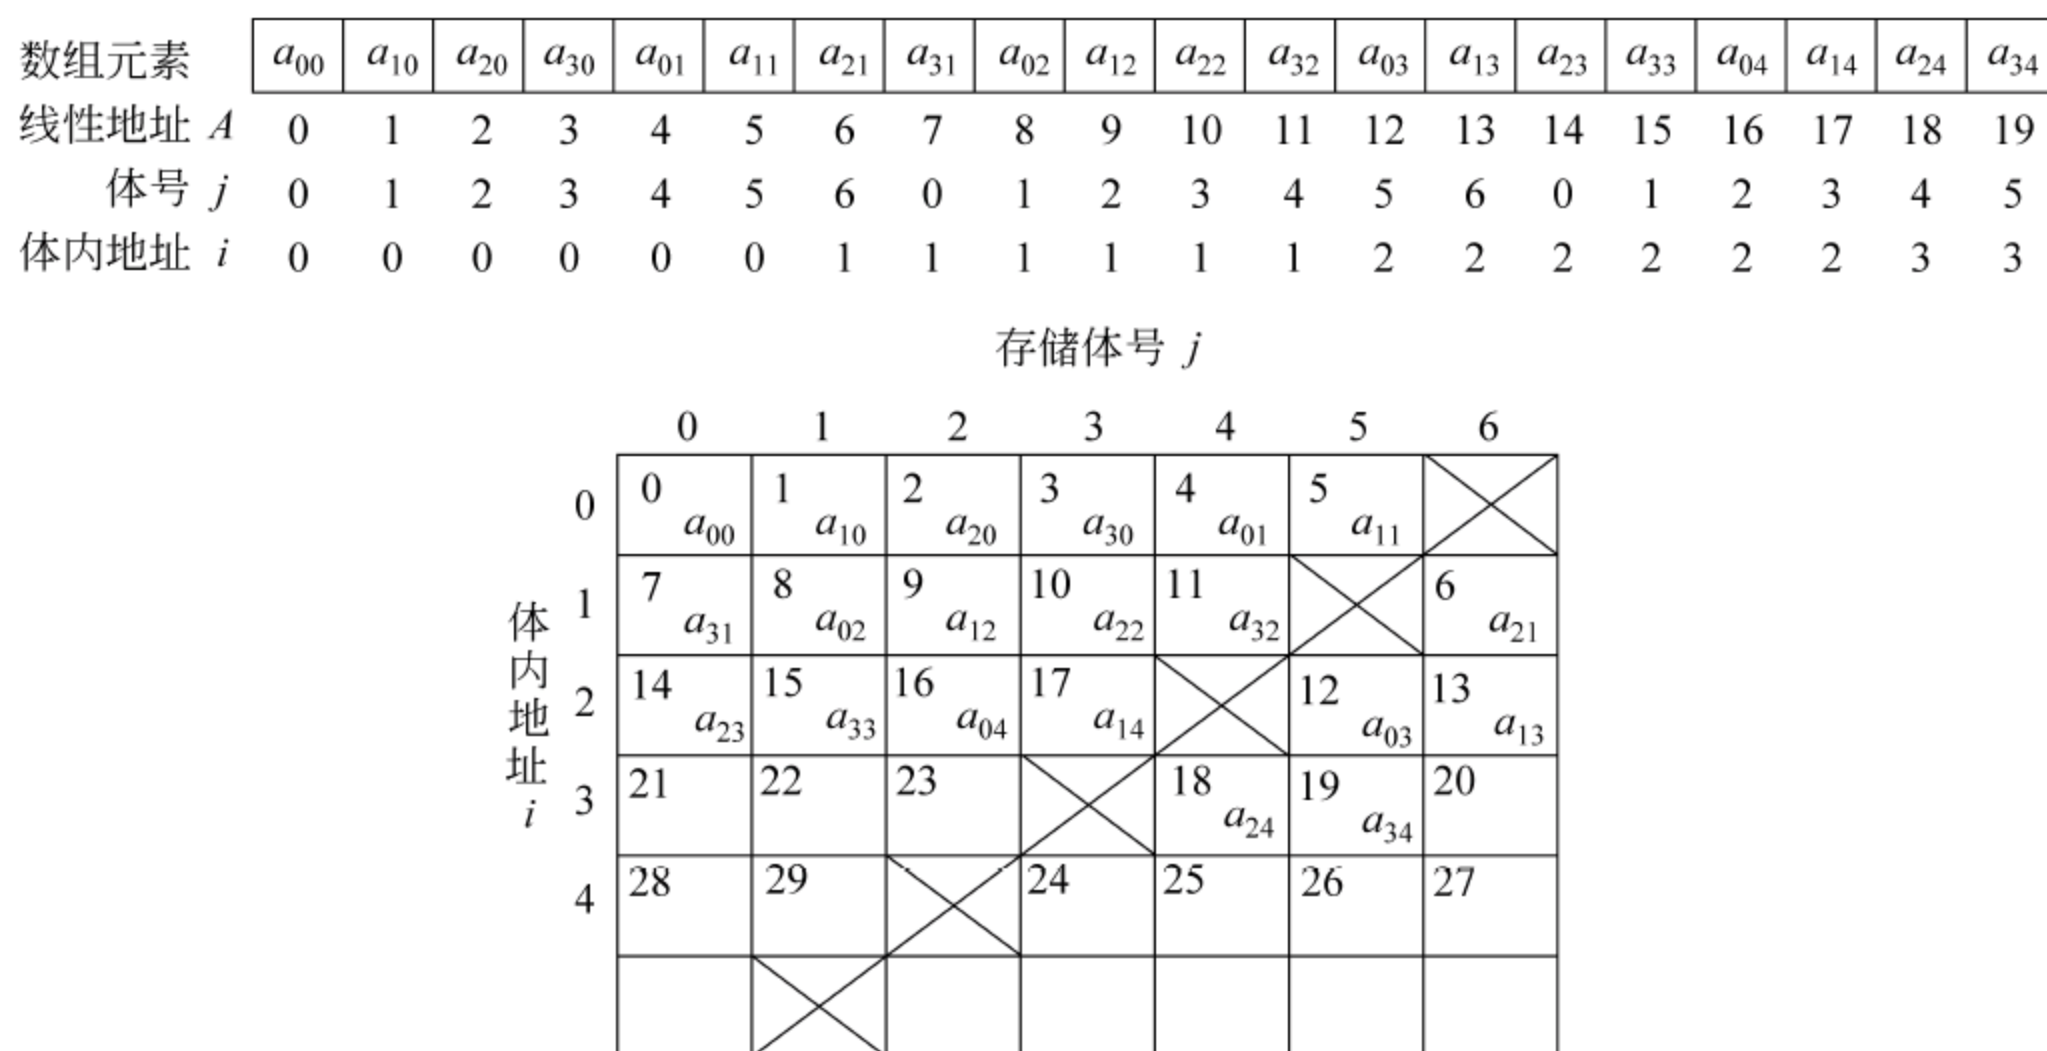 数组元素 a00 a10 a20 a30 a01 a11 a21 a31 a02 a12 a22 a32 a03 a13 a23 a33 a04 a14 a24 a34
线性地址 A 0 1 2 3 4 5 6 7 8 9 10 11 12 13 14 15 16 17 18 19
体号 j 0 1 2 3 4 5 6 0 1 2 3 4 5 6 0 1 2 3 4 5
体内地址 i 0 0 0 0 0 0 1 1 1 1 1 1 2 2 2 2 2 2 3 3
存储体号 j
0 1 2 3 4 5 6
体内地址 i
0 0 a00 1 a10 2 a20 3 a30 4 a01 5 a11
1 7 a31 8 a02 9 a12 10 a22 11 a32 6 a21
2 14 a23 15 a33 16 a04 17 a14 12 a03 13 a13
3 21 22 23 18 a24 19 a34 20
4 28 29 24 25 26 27